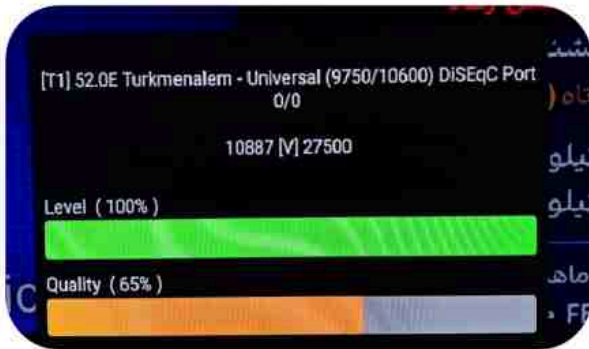 [T1] 52.0E Turkmenalem - Universal (9750/10600) DiSEqC Port
0/0
10887 [V] 27500
Level ( 100% )
Quality ( 65% )